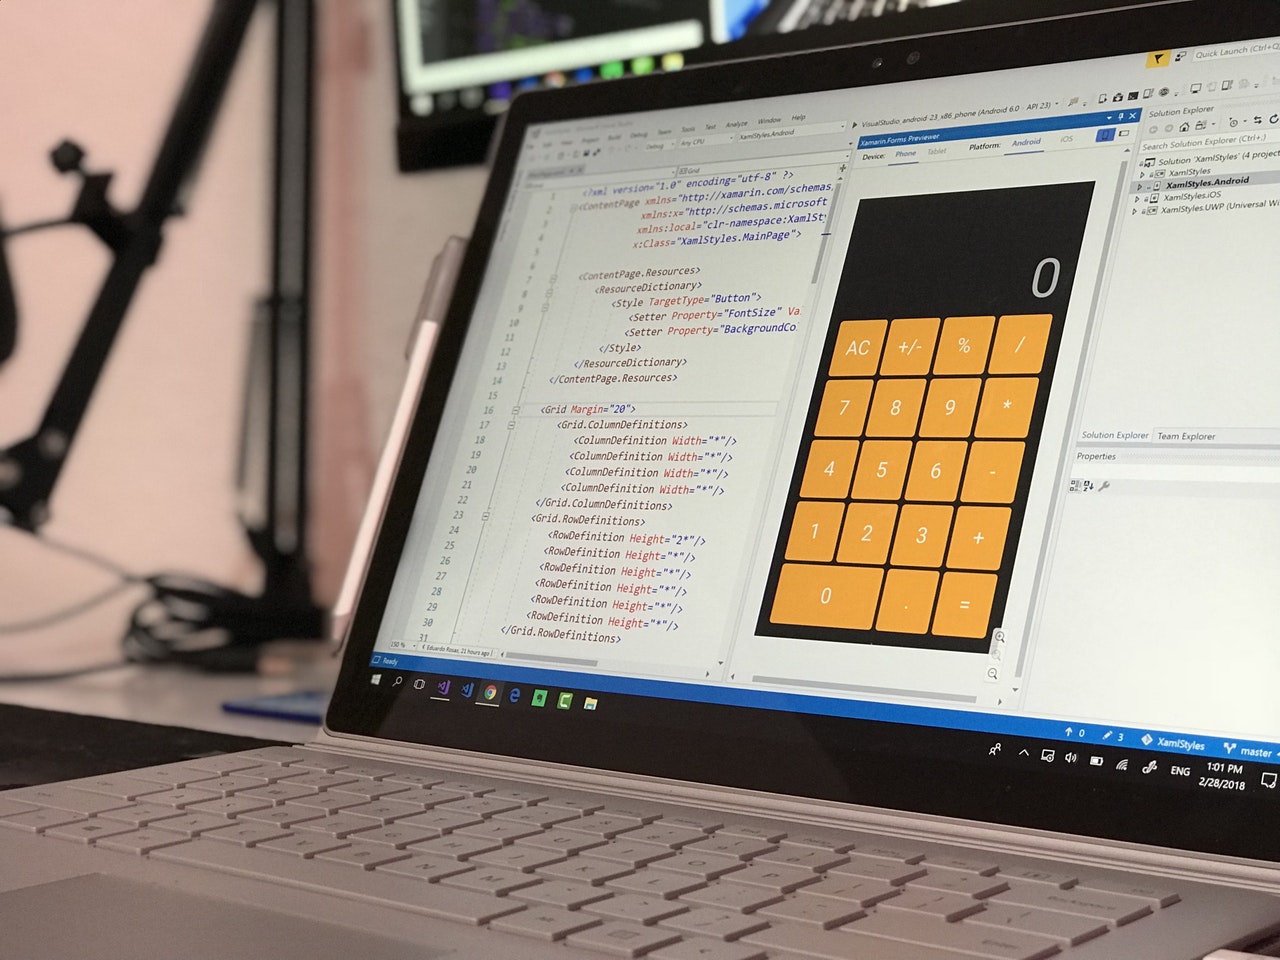 Quick Launch (Ctrl+Q
Test Analyze Window Help
Debug Any CPU XamlStyles.Android
VisualStudio_android-23_x86_phone (Android 6.0 - API 23)
Grid
1 <?xml version="1.0" encoding="utf-8" ?>
2 <ContentPage xmlns="http://xamarin.com/schemas
3 xmlns:x="http://schemas.microsoft
4 xmlns:local="clr-namespace:XamlSty
5 x:Class="XamlStyles.MainPage">
6
7 <ContentPage.Resources>
8 <ResourceDictionary>
9 <Style TargetType="Button">
10 <Setter Property="FontSize" Va
11 <Setter Property="BackgroundCo
12 </Style>
13 </ResourceDictionary>
14 </ContentPage.Resources>
15
16 <Grid Margin="20">
17 <Grid.ColumnDefinitions>
18 <ColumnDefinition Width="*"/>
19 <ColumnDefinition Width="*"/>
20 <ColumnDefinition Width="*"/>
21 <ColumnDefinition Width="*"/>
22 </Grid.ColumnDefinitions>
23 <Grid.RowDefinitions>
24 <RowDefinition Height="2*"/>
25 <RowDefinition Height="*"/>
26 <RowDefinition Height="*"/>
27 <RowDefinition Height="*"/>
28 <RowDefinition Height="*"/>
29 <RowDefinition Height="*"/>
30 </Grid.RowDefinitions>
31
150 % Eduardo Rosas, 21 hours ago
Ready
Xamarin.Forms Previewer
Device: Phone Tablet Platform: Android iOS
0
AC +/- % /
7 8 9 *
4 5 6 -
1 2 3 +
0 . =
Solution Explorer
Search Solution Explorer (Ctrl+;)
Solution 'XamlStyles' (4 project
XamlStyles
XamlStyles.Android
XamlStyles.iOS
XamlStyles.UWP (Universal Wi
Solution Explorer Team Explorer
Properties
0 3 XamlStyles master
ENG 1:01 PM
2/28/2018